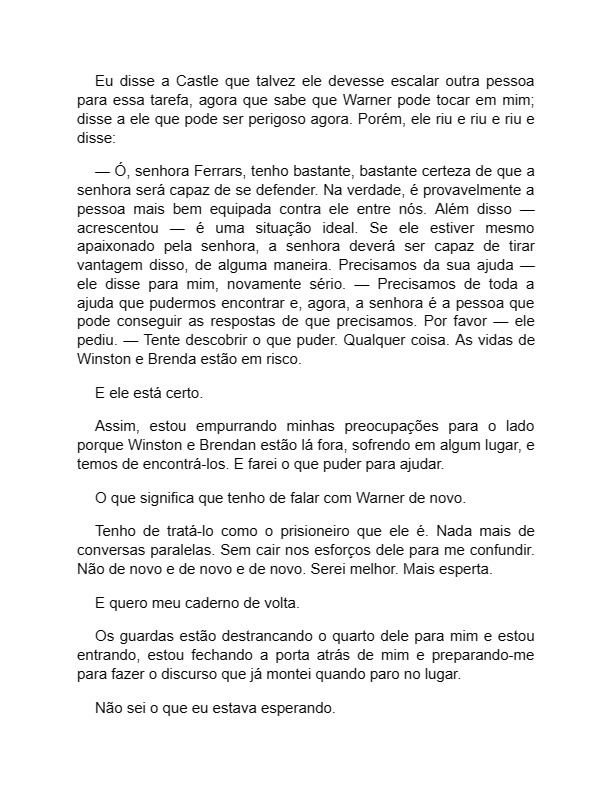 Eu disse a Castle que talvez ele devesse escalar outra pessoa
para essa tarefa, agora que sabe que Warner pode tocar em mim;
disse a ele que pode ser perigoso agora. Porém, ele riu e riu e riu e
disse:
— Ó, senhora Ferrars, tenho bastante, bastante certeza de que a
senhora será capaz de se defender. Na verdade, é provavelmente a
pessoa mais bem equipada contra ele entre nós. Além disso —
acrescentou — é uma situação ideal. Se ele estiver mesmo
apaixonado pela senhora, a senhora deverá ser capaz de tirar
vantagem disso, de alguma maneira. Precisamos da sua ajuda —
ele disse para mim, novamente sério. — Precisamos de toda a
ajuda que pudermos encontrar e, agora, a senhora é a pessoa que
pode conseguir as respostas de que precisamos. Por favor — ele
pediu. — Tente descobrir o que puder. Qualquer coisa. As vidas de
Winston e Brenda estão em risco.
E ele está certo.
Assim, estou empurrando minhas preocupações para o lado
porque Winston e Brendan estão lá fora, sofrendo em algum lugar, e
temos de encontrá-los. E farei o que puder para ajudar.
O que significa que tenho de falar com Warner de novo.
Tenho de tratá-lo como o prisioneiro que ele é. Nada mais de
conversas paralelas. Sem cair nos esforços dele para me confundir.
Não de novo e de novo e de novo. Serei melhor. Mais esperta.
E quero meu caderno de volta.
Os guardas estão destrancando o quarto dele para mim e estou
entrando, estou fechando a porta atrás de mim e preparando-me
para fazer o discurso que já montei quando paro no lugar.
Não sei o que eu estava esperando.